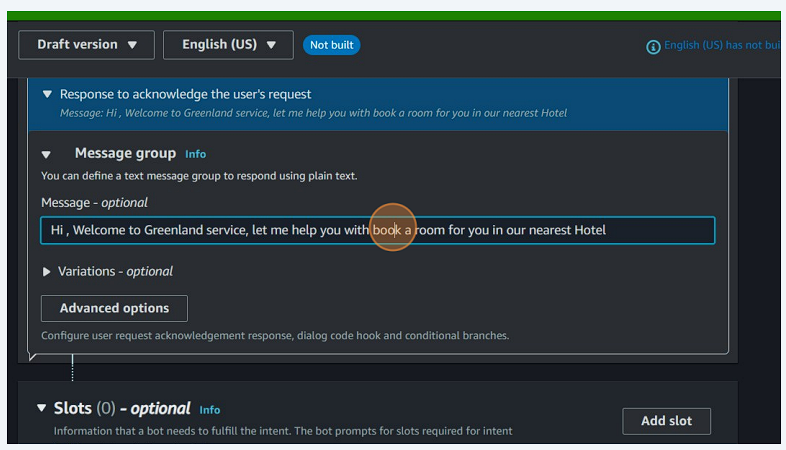 Draft version
English (US)
Not built
English (US) has not bui
Response to acknowledge the user's request
Message: Hi , Welcome to Greenland service, let me help you with book a room for you in our nearest Hotel
Message group Info
You can define a text message group to respond using plain text.
Message - optional
Hi , Welcome to Greenland service, let me help you with book a room for you in our nearest Hotel
Variations - optional
Advanced options
Configure user request acknowledgement response, dialog code hook and conditional branches.
Slots (0) - optional Info
Add slot
Information that a bot needs to fulfill the intent. The bot prompts for slots required for intent